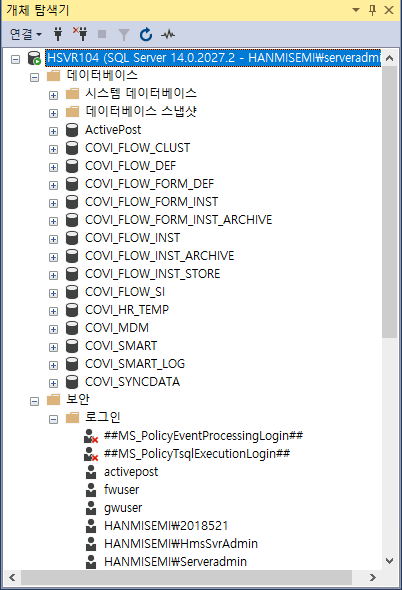 개체 탐색기
연결
HSVR104 (SQL Server 14.0.2027.2 - HANMISEMI₩serveradmi
데이터베이스
시스템 데이터베이스
데이터베이스 스냅샷
ActivePost
COVI_FLOW_CLUST
COVI_FLOW_DEF
COVI_FLOW_FORM_DEF
COVI_FLOW_FORM_INST
COVI_FLOW_FORM_INST_ARCHIVE
COVI_FLOW_INST
COVI_FLOW_INST_ARCHIVE
COVI_FLOW_INST_STORE
COVI_FLOW_SI
COVI_HR_TEMP
COVI_MDM
COVI_SMART
COVI_SMART_LOG
COVI_SYNCDATA
보안
로그인
##MS_PolicyEventProcessingLogin##
##MS_PolicyTsqlExecutionLogin##
activepost
fwuser
gwuser
HANMISEMI₩2018521
HANMISEMI₩HmsSvrAdmin
HANMISEMI₩Serveradmin